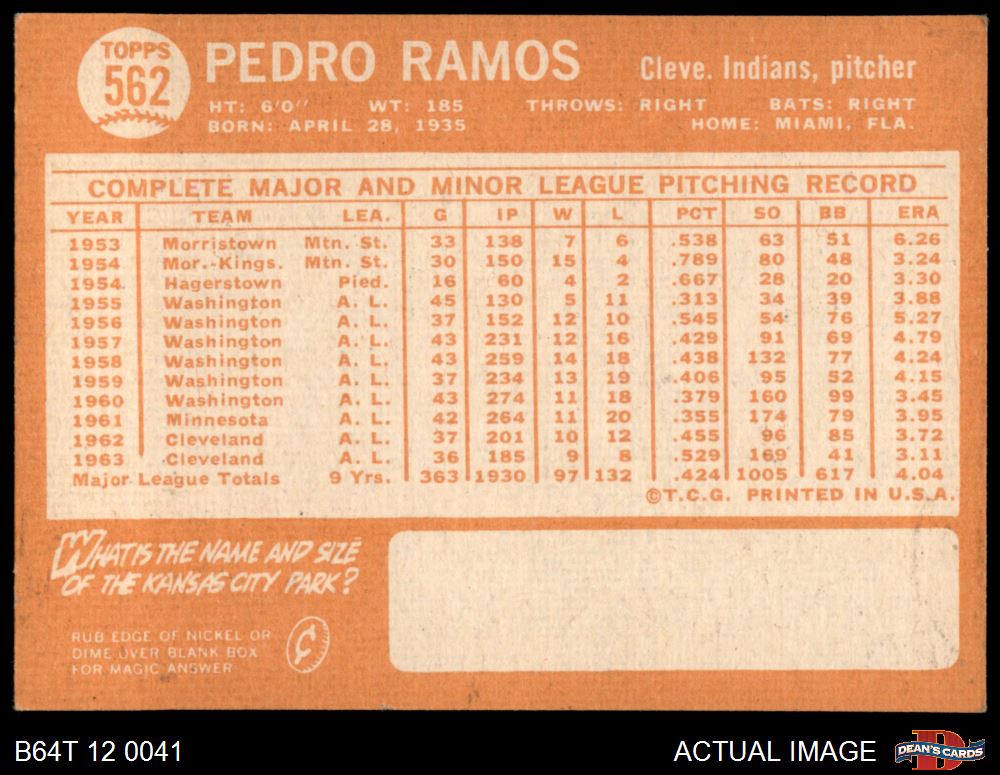 TOPPS
562
PEDRO RAMOS
Cleve. Indians, pitcher
HT: 6'0" WT: 185 THROWS: RIGHT BATS: RIGHT
BORN: APRIL 28, 1935 HOME: MIAMI, FLA.
COMPLETE MAJOR AND MINOR LEAGUE PITCHING RECORD
YEAR TEAM LEA. G IP W L PCT SO BB ERA
1953 Morristown Mtn. St. 33 138 7 6 .538 63 51 6.26
1954 Mor.-Kings. Mtn. St. 30 150 15 4 .789 80 48 3.24
1954 Hagerstown Pied. 16 60 4 2 .667 28 20 3.30
1955 Washington A. L. 45 130 5 11 .313 34 39 3.88
1956 Washington A. L. 37 152 12 10 .545 54 76 5.27
1957 Washington A. L. 43 231 12 16 .429 91 69 4.79
1958 Washington A. L. 43 259 14 18 .438 132 77 4.24
1959 Washington A. L. 37 234 13 19 .406 95 52 4.15
1960 Washington A. L. 43 274 11 18 .379 160 99 3.45
1961 Minnesota A. L. 42 264 11 20 .355 174 79 3.95
1962 Cleveland A. L. 37 201 10 12 .455 96 85 3.72
1963 Cleveland A. L. 36 185 9 8 .529 169 41 3.11
Major League Totals 9 Yrs. 363 1930 97 132 .424 1005 617 4.04
©T.C.G. PRINTED IN U.S.A.
WHAT IS THE NAME AND SIZE
OF THE KANSAS CITY PARK?
RUB EDGE OF NICKEL OR
DIME OVER BLANK BOX
FOR MAGIC ANSWER
¢
B64T 12 0041
ACTUAL IMAGE
DEAN'S CARDS